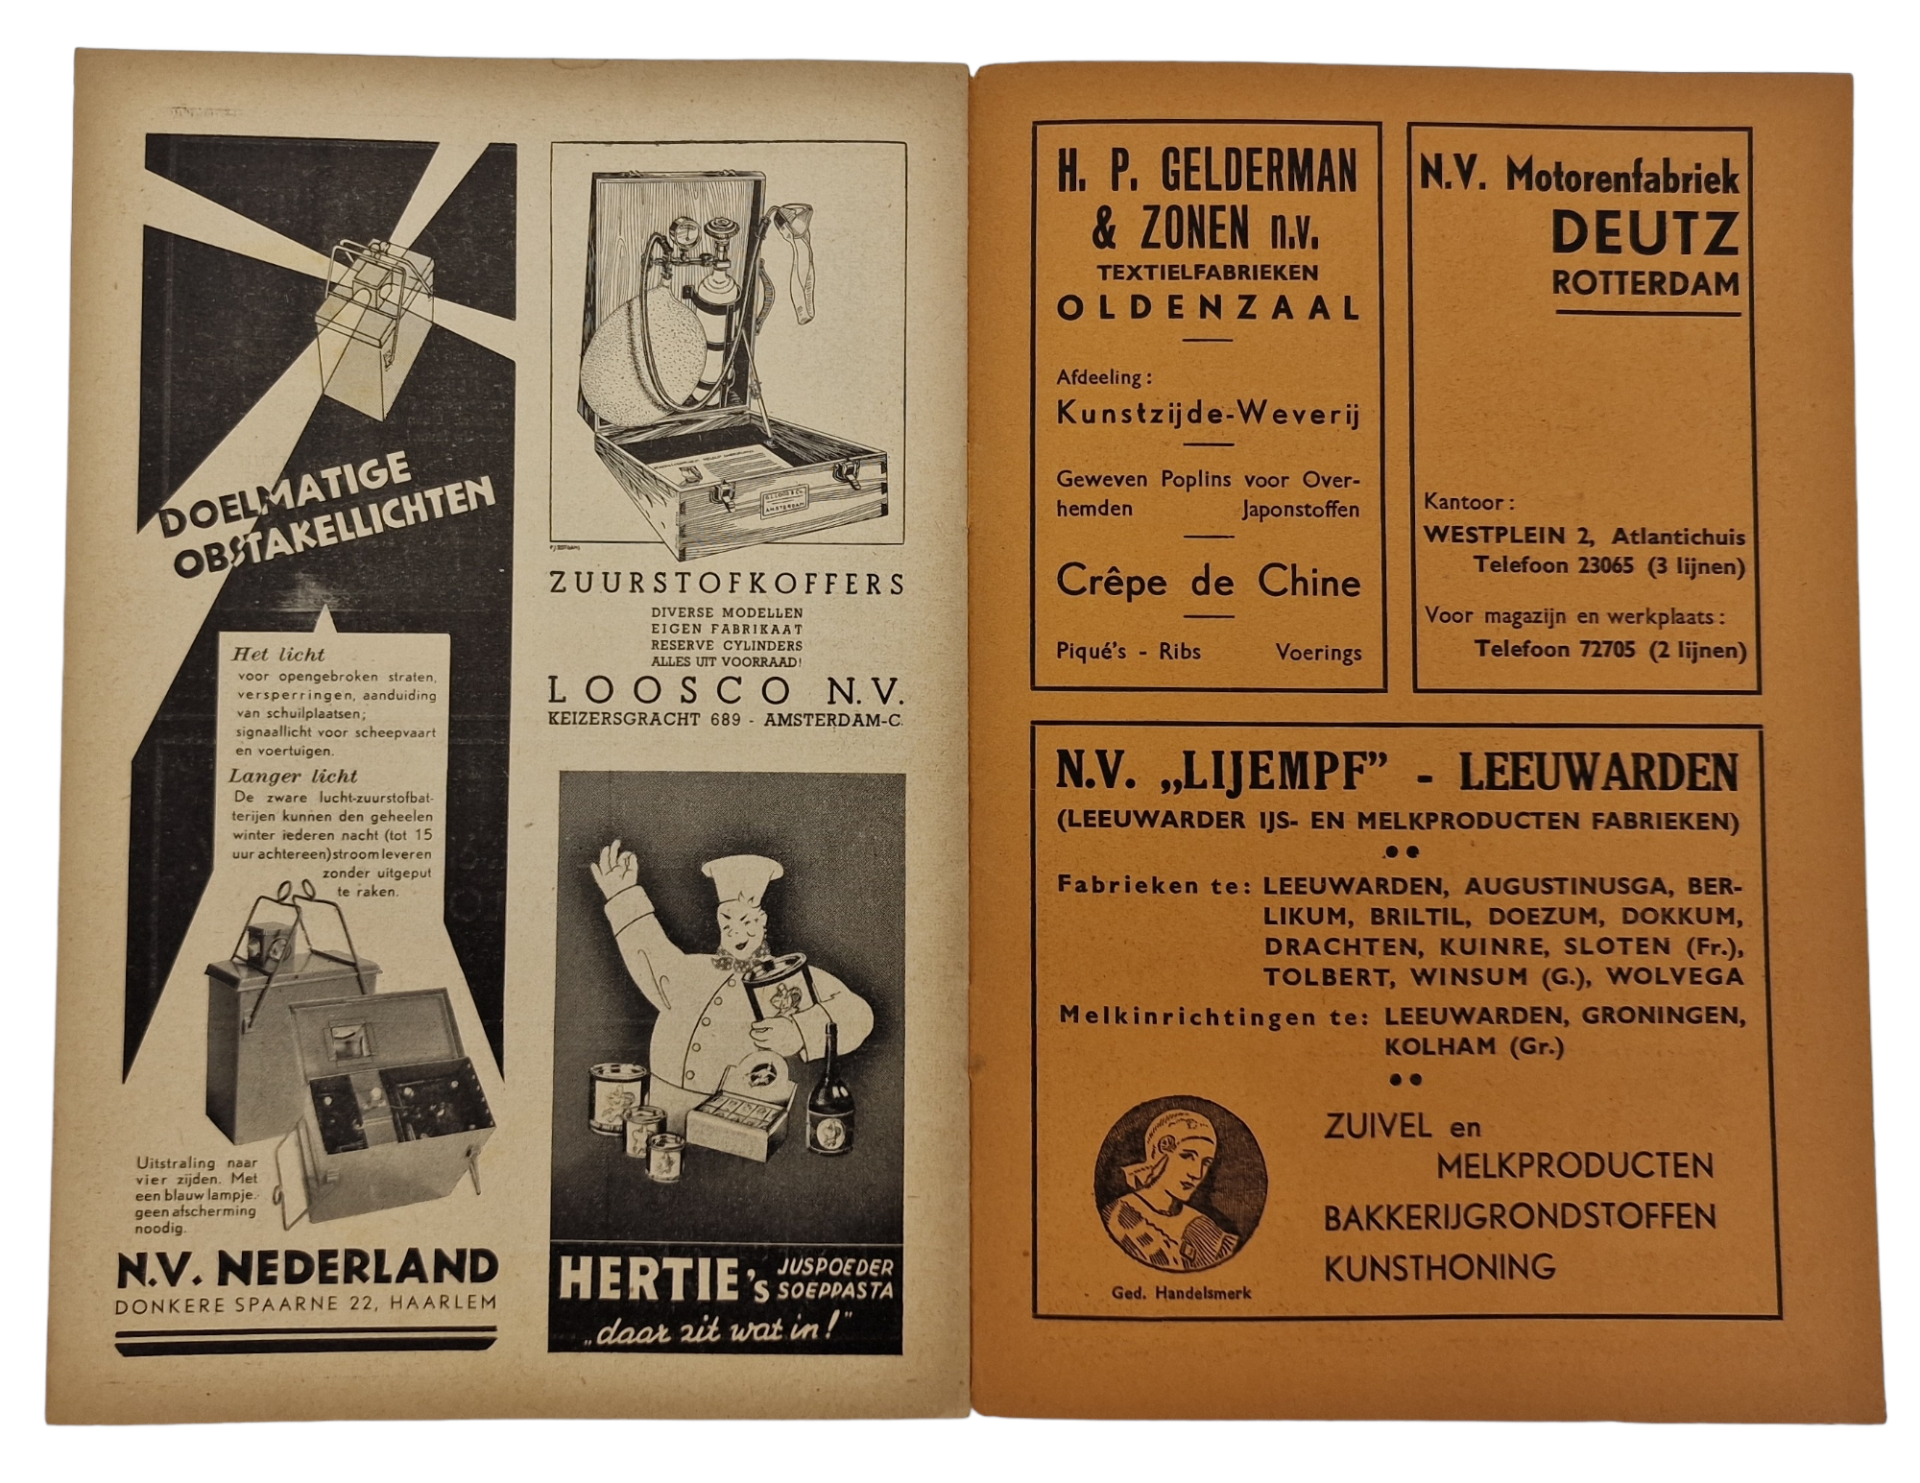 DOELMATIGE
OBSTAKELLICHTEN
Het licht
voor opengebroken straten,
versperringen, aanduiding
van schuilplaatsen;
signaallicht voor scheepvaart
en voertuigen.
Langer licht
De zware lucht-zuurstofbat-
terijen kunnen den geheelen
winter iederen nacht (tot 15
uur achtereen) stroom leveren
zonder uitgeput
te raken.
Uitstraling naar
vier zijden. Met
een blauw lampje
geen afscherming
noodig.
N.V. NEDERLAND
DONKERE SPAARNE 22, HAARLEM
AMSTERDAM
ZUURSTOFKOFFERS
DIVERSE MODELLEN
EIGEN FABRIKAAT
RESERVE CYLINDERS
ALLES UIT VOORRAAD!
LOOSCO N.V.
KEIZERSGRACHT 689 - AMSTERDAM-C.
HERTIE's JUSPOEDER
SOEPPASTA
„daar zit wat in!”
H. P. GELDERMAN
& ZONEN n.v.
TEXTIELFABRIEKEN
OLDENZAAL
Afdeeling:
Kunstzijde-Weverij
Geweven Poplins voor Over-
hemden Japonstoffen
Crêpe de Chine
Piqué's - Ribs Voerings
N.V. Motorenfabriek
DEUTZ
ROTTERDAM
Kantoor:
WESTPLEIN 2, Atlantichuis
Telefoon 23065 (3 lijnen)
Voor magazijn en werkplaats:
Telefoon 72705 (2 lijnen)
N.V. „LIJEMPF” - LEEUWARDEN
(LEEUWARDER IJS- EN MELKPRODUCTEN FABRIEKEN)
Fabrieken te: LEEUWARDEN, AUGUSTINUSGA, BER-
LIKUM, BRILTIL, DOEZUM, DOKKUM,
DRACHTEN, KUINRE, SLOTEN (Fr.),
TOLBERT, WINSUM (G.), WOLVEGA
Melkinrichtingen te: LEEUWARDEN, GRONINGEN,
KOLHAM (Gr.)
ZUIVEL en
MELKPRODUCTEN
BAKKERIJGRONDSTOFFEN
KUNSTHONING
Ged. Handelsmerk